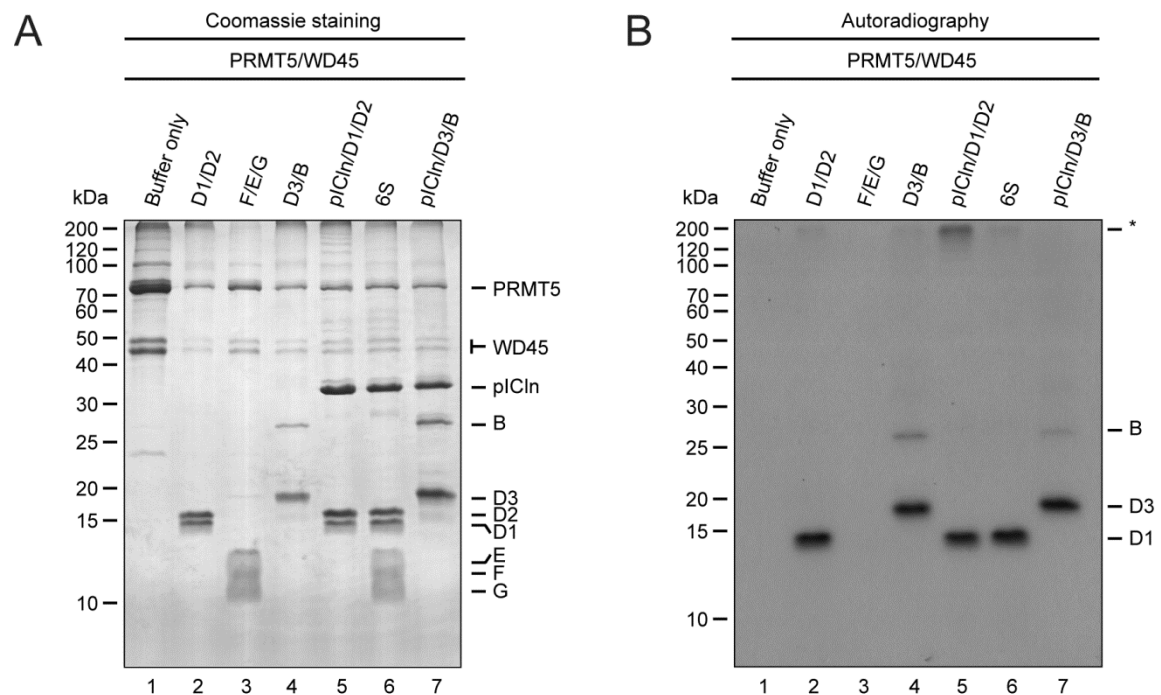 A
Coomassie staining
PRMT5/WD45
Buffer only
D1/D2
F/E/G
D3/B
pICln/D1/D2
6S
pICln/D3/B
kDa
200
120
100
70
60
50
40
30
25
20
15
10
PRMT5
WD45
pICln
B
D3
D2
D1
E
F
G
1 2 3 4 5 6 7
B
Autoradiography
PRMT5/WD45
Buffer only
D1/D2
F/E/G
D3/B
pICln/D1/D2
6S
pICln/D3/B
kDa
200
120
100
70
60
50
40
30
25
20
15
10
*
B
D3
D1
1 2 3 4 5 6 7